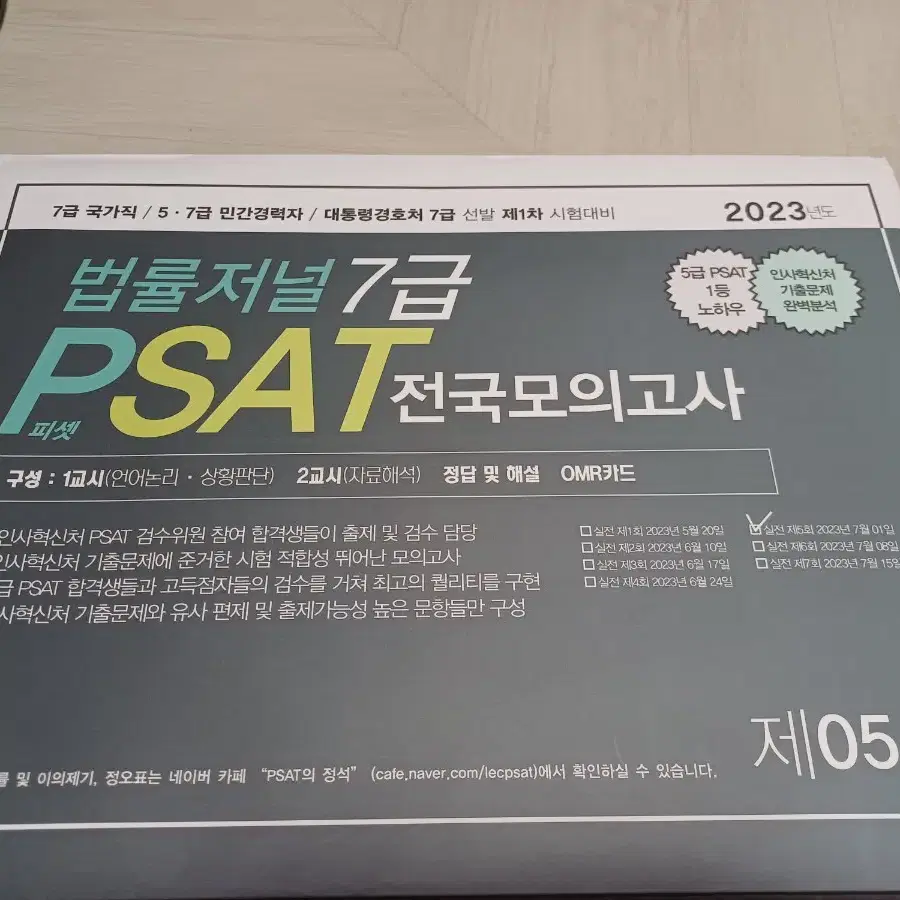 7급 국가직 / 5 · 7급 민간경력자 / 대통령경호처 7급 선발 제1차 시험대비
2023년도
법률저널 7급
5급 PSAT
1등
노하우
인사혁신처
기출문제
완벽분석
PSAT 전국모의고사
피셋
구성 : 1교시(언어논리 · 상황판단) 2교시(자료해석) 정답 및 해설 OMR카드
인사혁신처 PSAT 검수위원 참여 합격생들이 출제 및 검수 담당
인사혁신처 기출문제에 준거한 시험 적합성 뛰어난 모의고사
급 PSAT 합격생들과 고득점자들의 검수를 거쳐 최고의 퀄리티를 구현
사혁신처 기출문제와 유사 편제 및 출제가능성 높은 문항들만 구성
□ 실전 제1회 2023년 5월 20일
□ 실전 제2회 2023년 6월 10일
□ 실전 제3회 2023년 6월 17일
□ 실전 제4회 2023년 6월 24일
☑ 실전 제5회 2023년 7월 01일
□ 실전 제6회 2023년 7월 08일
□ 실전 제7회 2023년 7월 15일
제05
및 이의제기, 정오표는 네이버 카페 “PSAT의 정석” (cafe.naver.com/lecpsat)에서 확인하실 수 있습니다.